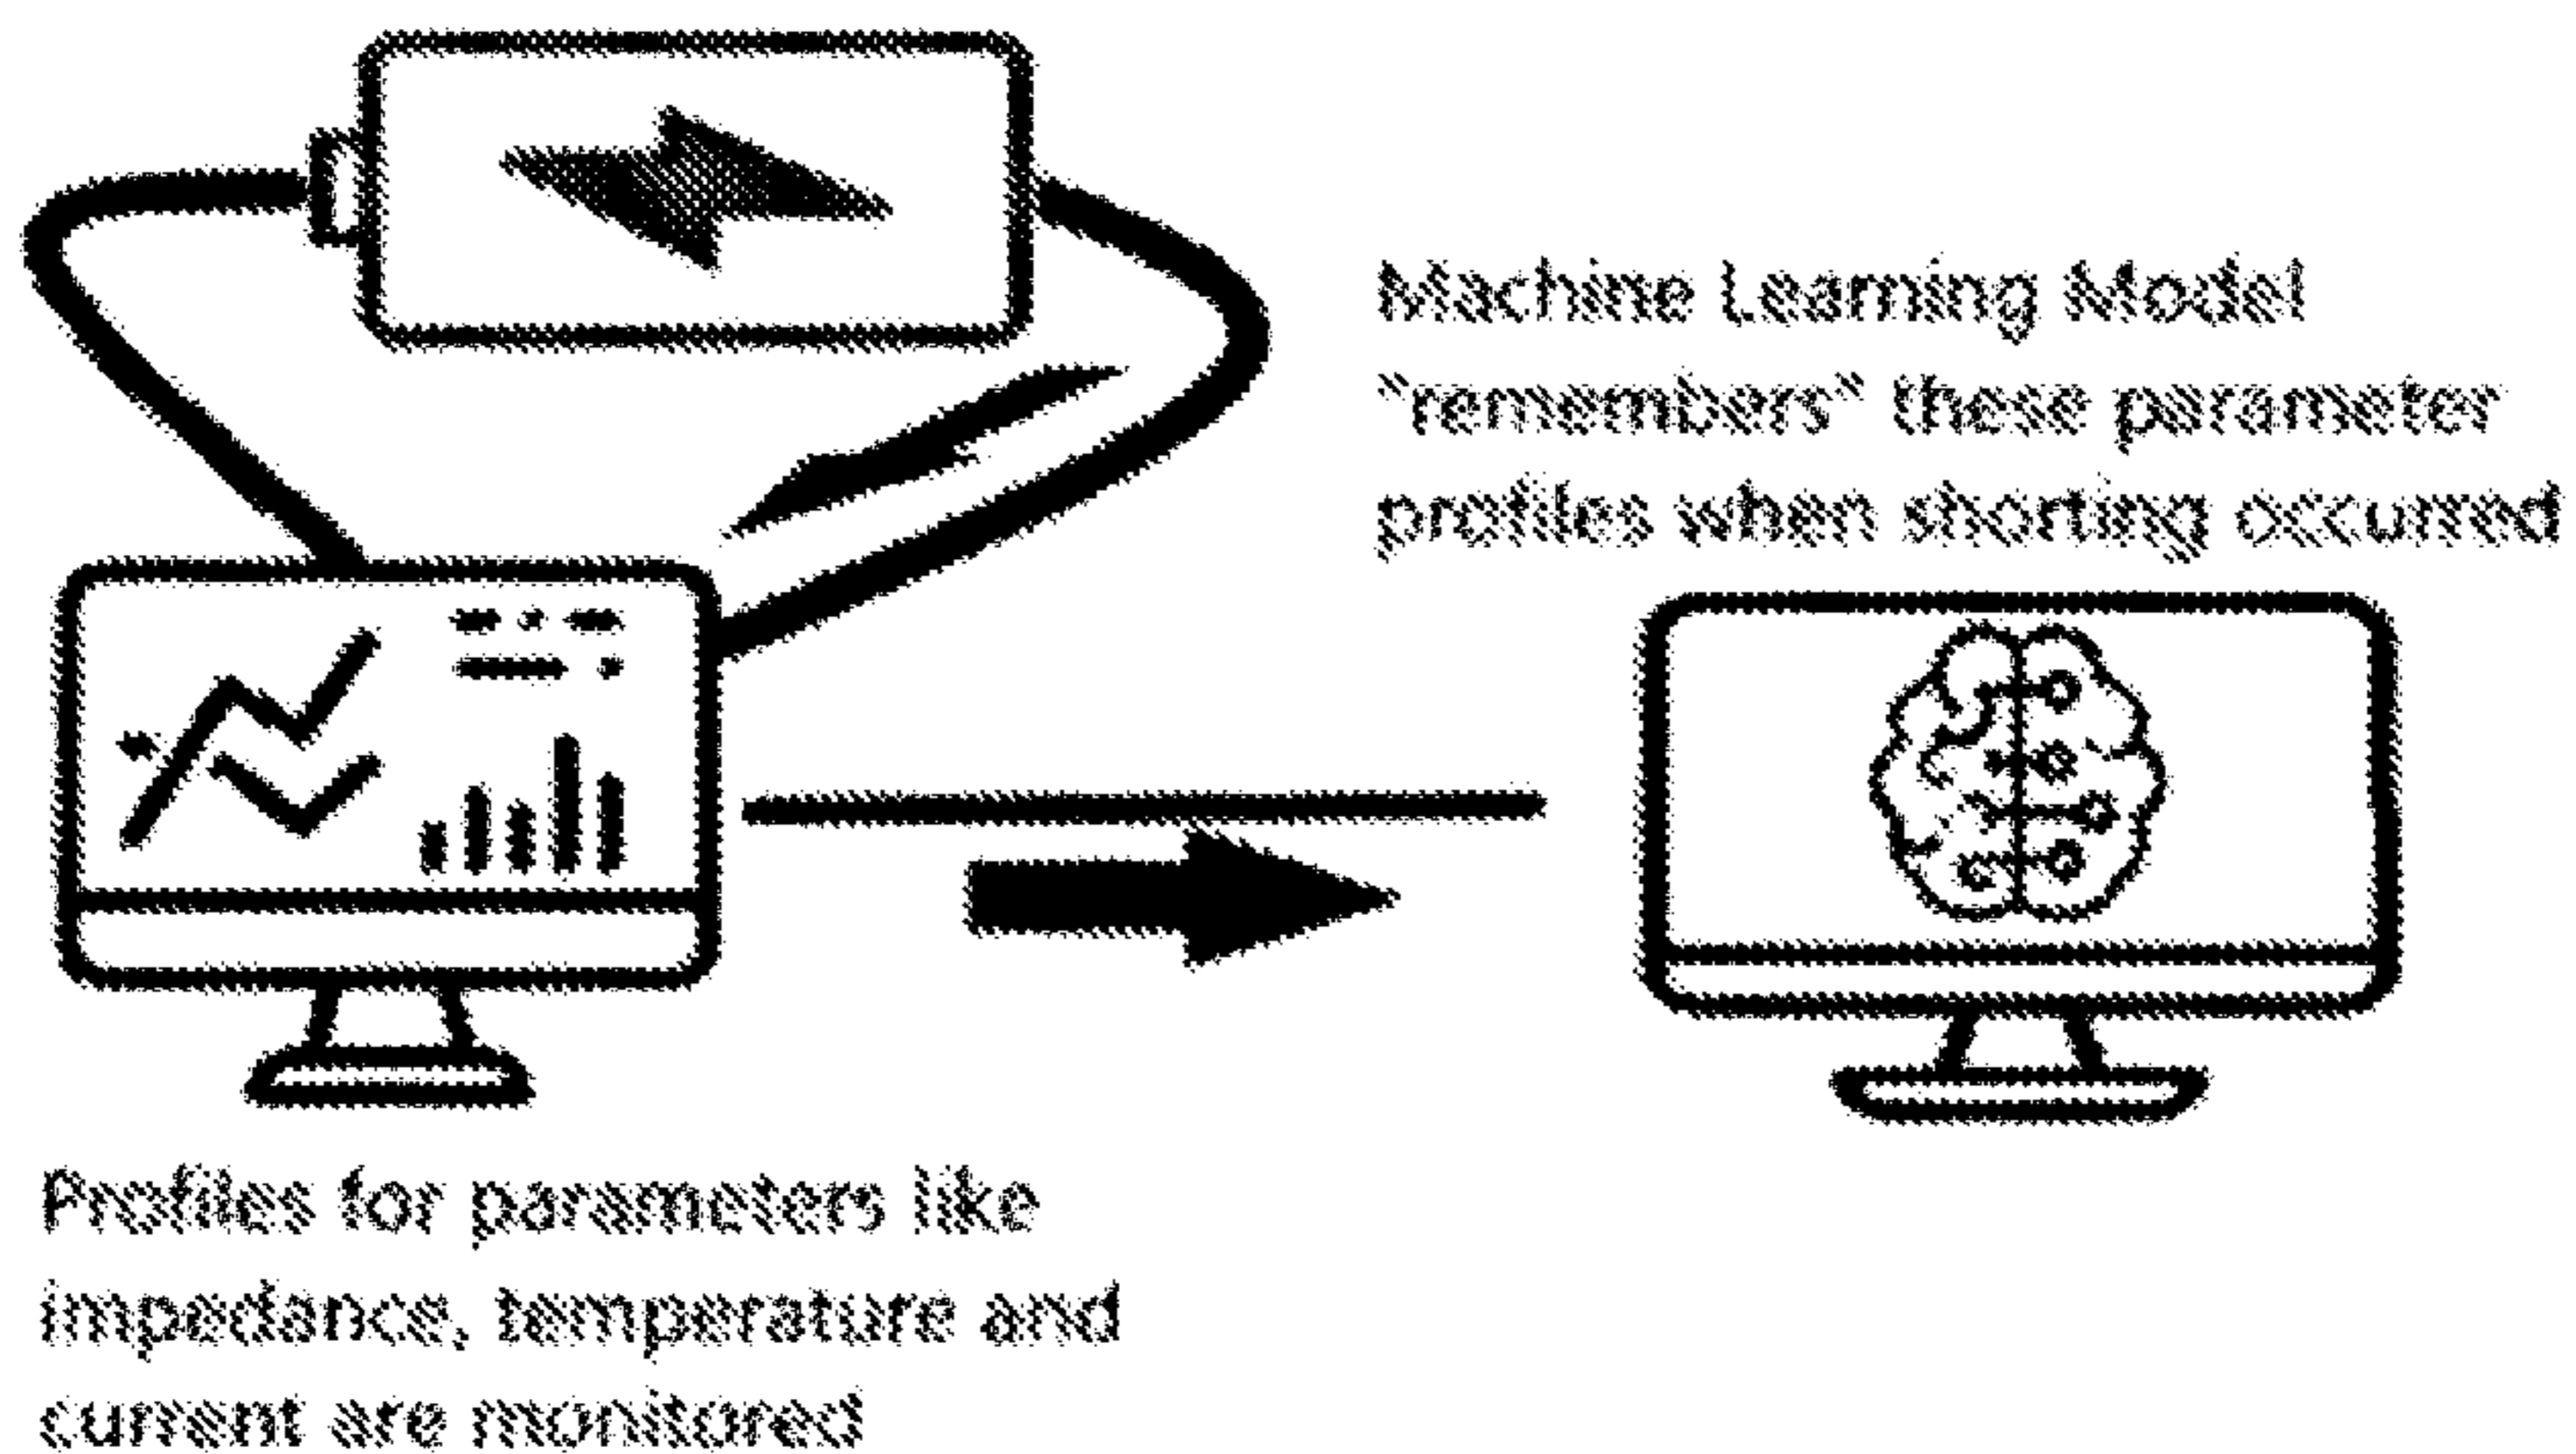 Machine Learning Model
"remembers" these parameter
profiles when shorting occurred
Profiles for parameters like
impedance, temperature and
current are monitored